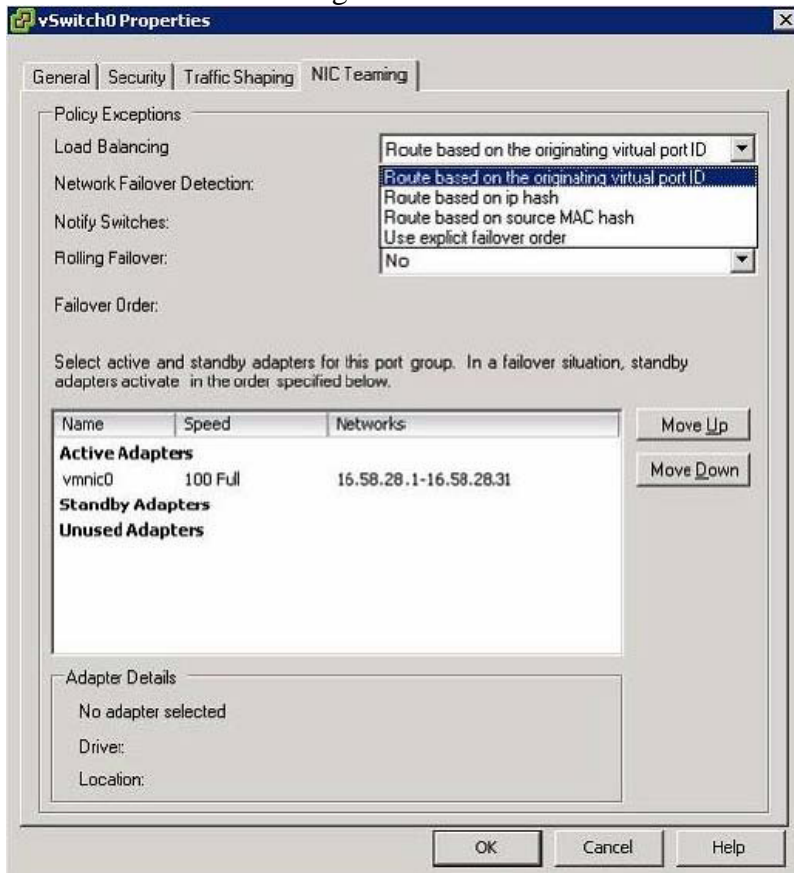 vSwitch0 Properties
General Security Traffic Shaping NIC Teaming
Policy Exceptions
Load Balancing
Route based on the originating virtual port ID
Network Failover Detection:
Route based on the originating virtual port ID
Route based on ip hash
Notify Switches:
Route based on source MAC hash
Use explicit failover order
Rolling Failover:
No
Failover Order:
Select active and standby adapters for this port group. In a failover situation, standby
adapters activate in the order specified below.
Name Speed Networks
Move Up
Active Adapters
vmnic0 100 Full 16.58.28.1-16.58.28.31
Move Down
Standby Adapters
Unused Adapters
Adapter Details
No adapter selected
Driver:
Location:
OK Cancel Help